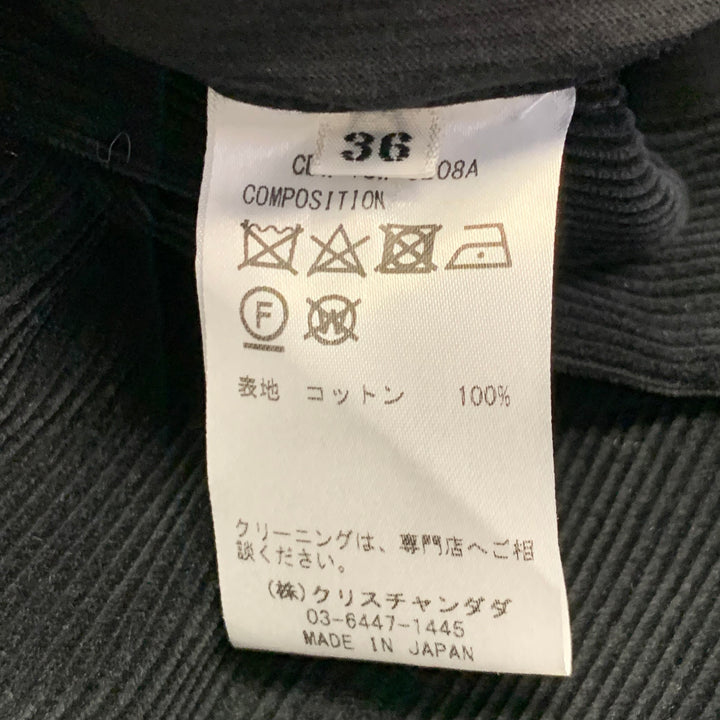 36
COMPOSITION
F
W
表地 コットン 100%
クリーニングは、専門店へご相
談ください。
(株)クリスチャンダダ
03-6447-1445
MADE IN JAPAN